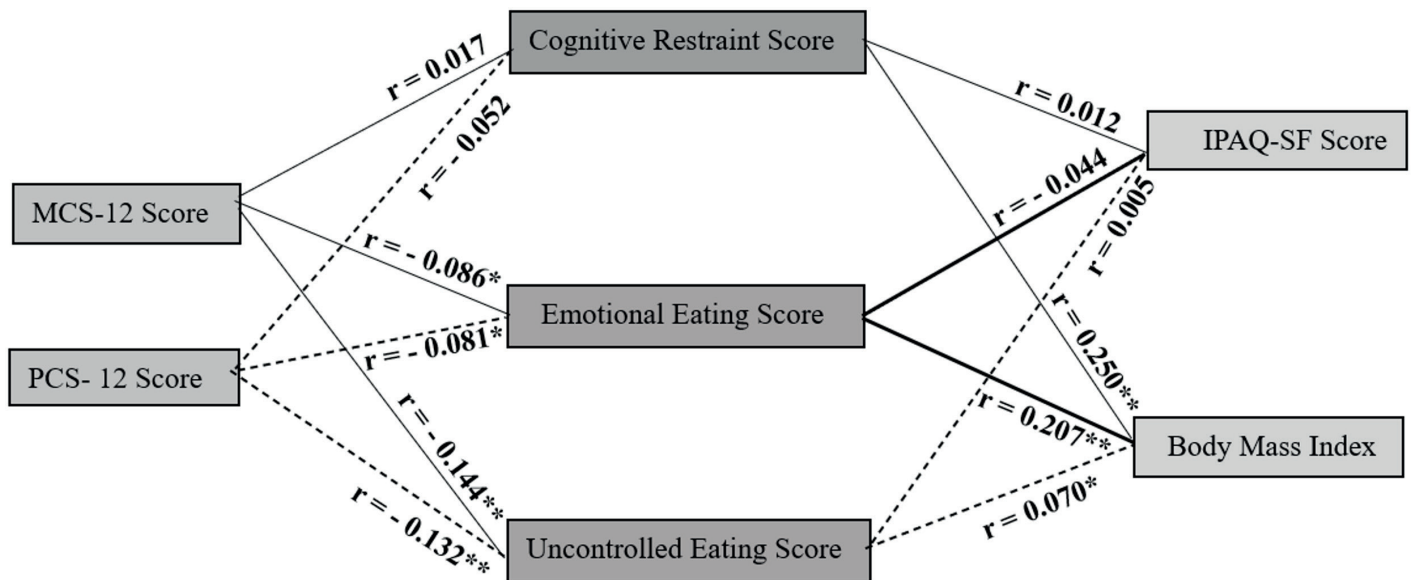 Cognitive Restraint Score
r = 0.017
r = - 0.052
r = 0.012
IPAQ-SF Score
r = - 0.044
r = 0.005
MCS-12 Score
r = - 0.086*
Emotional Eating Score
r = 0.250**
r = - 0.081*
PCS- 12 Score
r = 0.207**
Body Mass Index
r = - 0.144**
r = - 0.132**
r = 0.070*
Uncontrolled Eating Score